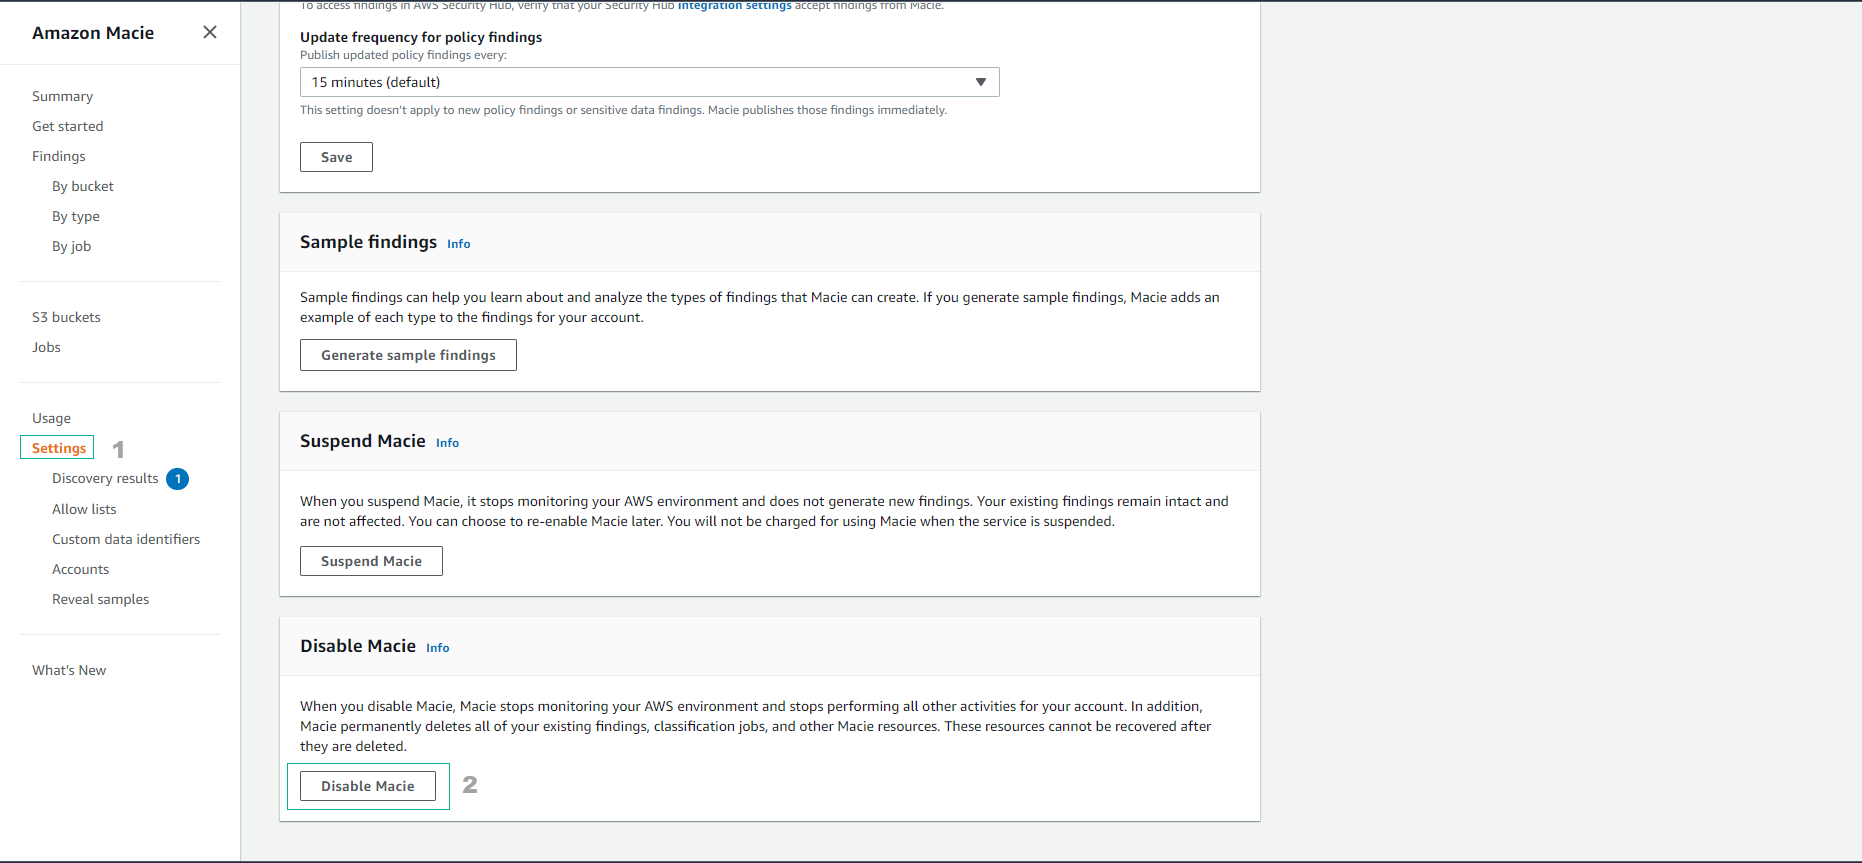 Amazon Macie
Summary
Get started
Findings
By bucket
By type
By job
S3 buckets
Jobs
Usage
Settings 1
Discovery results 1
Allow lists
Custom data identifiers
Accounts
Reveal samples
What's New
To access findings in AWS Security Hub, verify that your Security Hub integration settings accept findings from Macie.
Update frequency for policy findings
Publish updated policy findings every:
15 minutes (default)
This setting doesn't apply to new policy findings or sensitive data findings. Macie publishes those findings immediately.
Save
Sample findings Info
Sample findings can help you learn about and analyze the types of findings that Macie can create. If you generate sample findings, Macie adds an
example of each type to the findings for your account.
Generate sample findings
Suspend Macie Info
When you suspend Macie, it stops monitoring your AWS environment and does not generate new findings. Your existing findings remain intact and
are not affected. You can choose to re-enable Macie later. You will not be charged for using Macie when the service is suspended.
Suspend Macie
Disable Macie Info
When you disable Macie, Macie stops monitoring your AWS environment and stops performing all other activities for your account. In addition,
Macie permanently deletes all of your existing findings, classification jobs, and other Macie resources. These resources cannot be recovered after
they are deleted.
Disable Macie 2